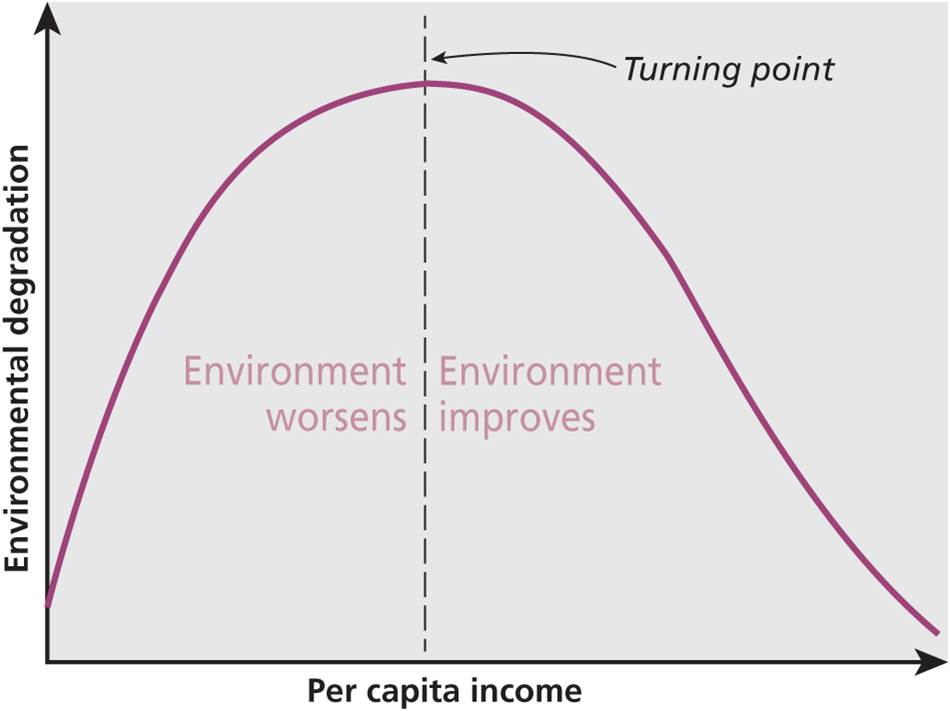 Turning point
Environmental degradation
Environment
worsens
Environment
improves
Per capita income